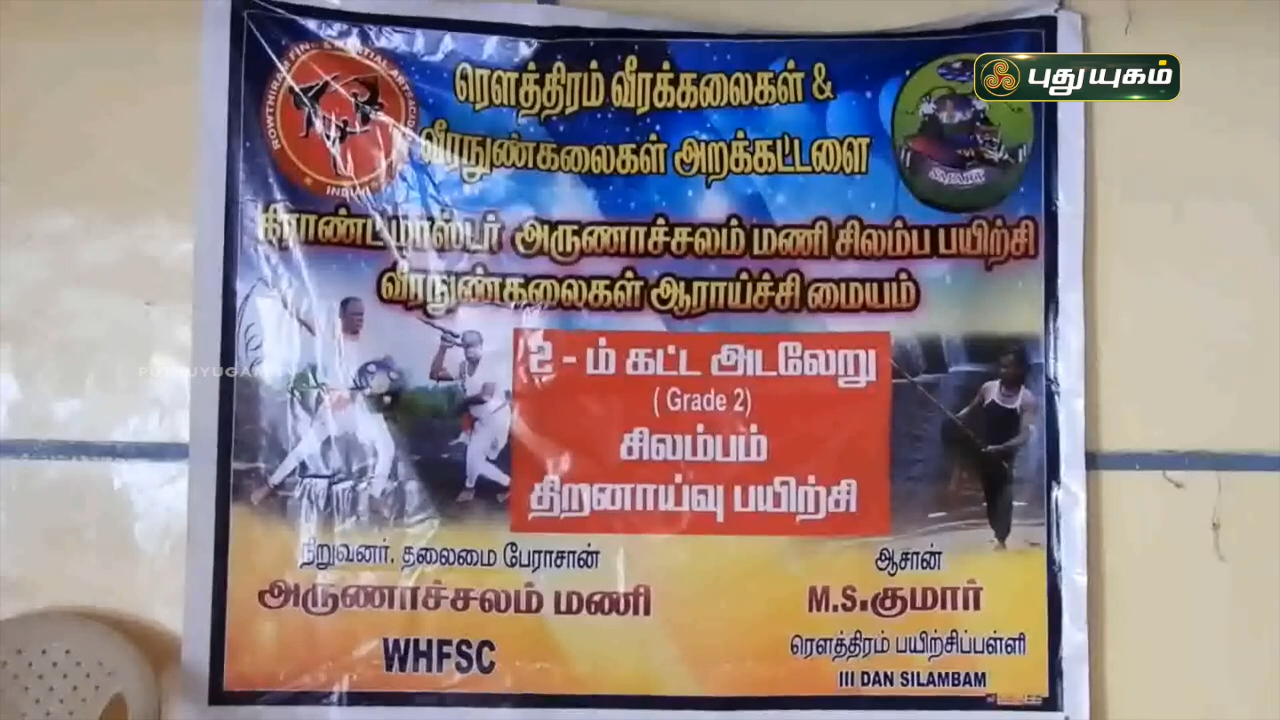 ரௌத்திரம் வீரக்கலைகள் &
வீரநுண்கலைகள் அறக்கட்டளை
கிராண்ட் மாஸ்டர் அருணாச்சலம் மணி சிலம்ப பயிற்சி
வீரநுண்கலைகள் ஆராய்ச்சி மையம்
2 - ம் கட்ட அடலேறு
( Grade 2)
சிலம்பம்
திறனாய்வு பயிற்சி
நிறுவனர். தலைமை பேராசான்
அருணாச்சலம் மணி
WHFSC
ஆசான்
M.S.குமார்
ரௌத்திரம் பயிற்சிப்பள்ளி
III DAN SILAMBAM
புதுயுகம்
INDIA